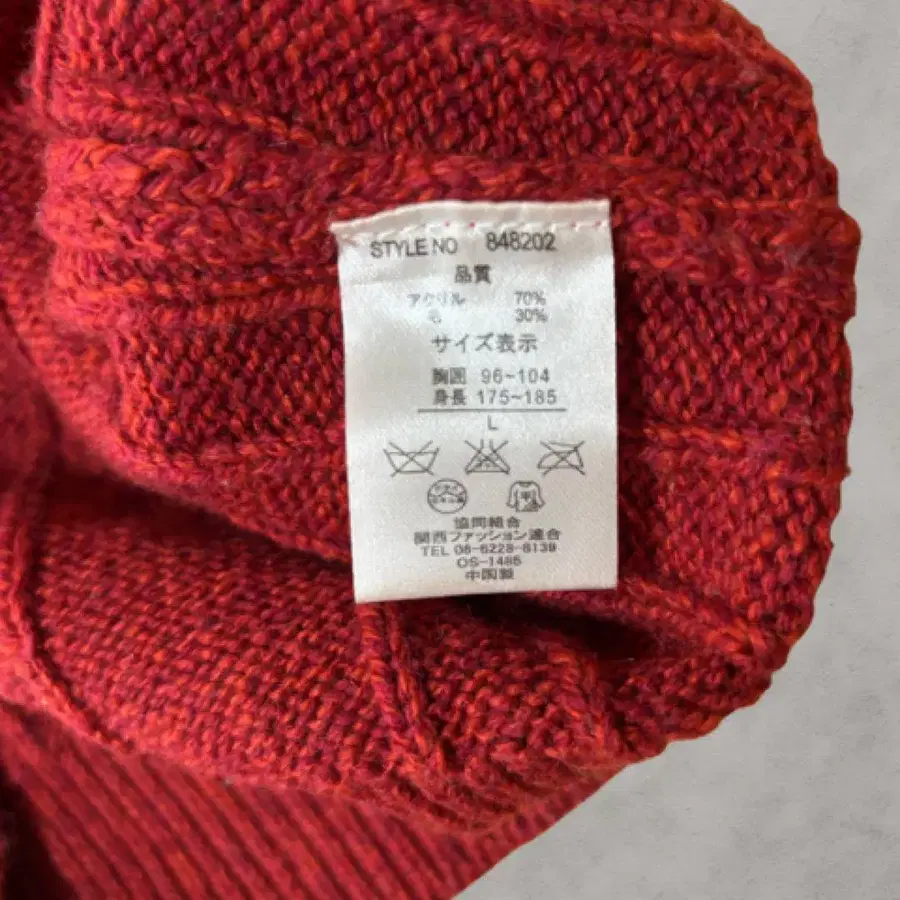 STYLE NO 848202
品質
アクリル 70%
毛 30%
サイズ表示
胸囲 96~104
身長 175~185
L
協同組合
関西ファッション連合
TEL 06-6228-8139
OS-1485
中国製